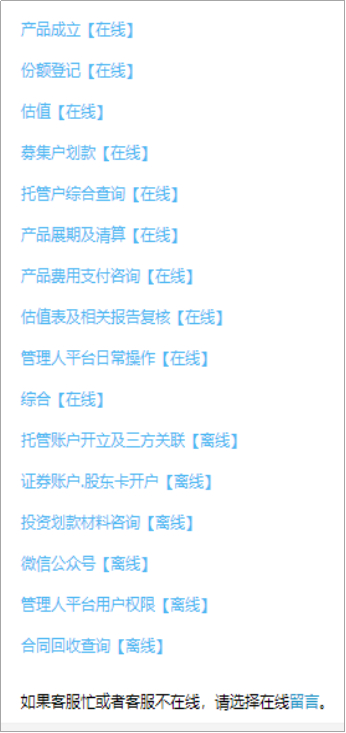 产品成立【在线】
份额登记【在线】
估值【在线】
募集户划款【在线】
托管户综合查询【在线】
产品展期及清算【在线】
产品费用支付咨询【在线】
估值表及相关报告复核【在线】
管理人平台日常操作【在线】
综合【在线】
托管账户开立及三方关联【离线】
证券账户.股东卡开户【离线】
投资划款材料咨询【离线】
微信公众号【离线】
管理人平台用户权限【离线】
合同回收查询【离线】
如果客服忙或者客服不在线，请选择在线留言。